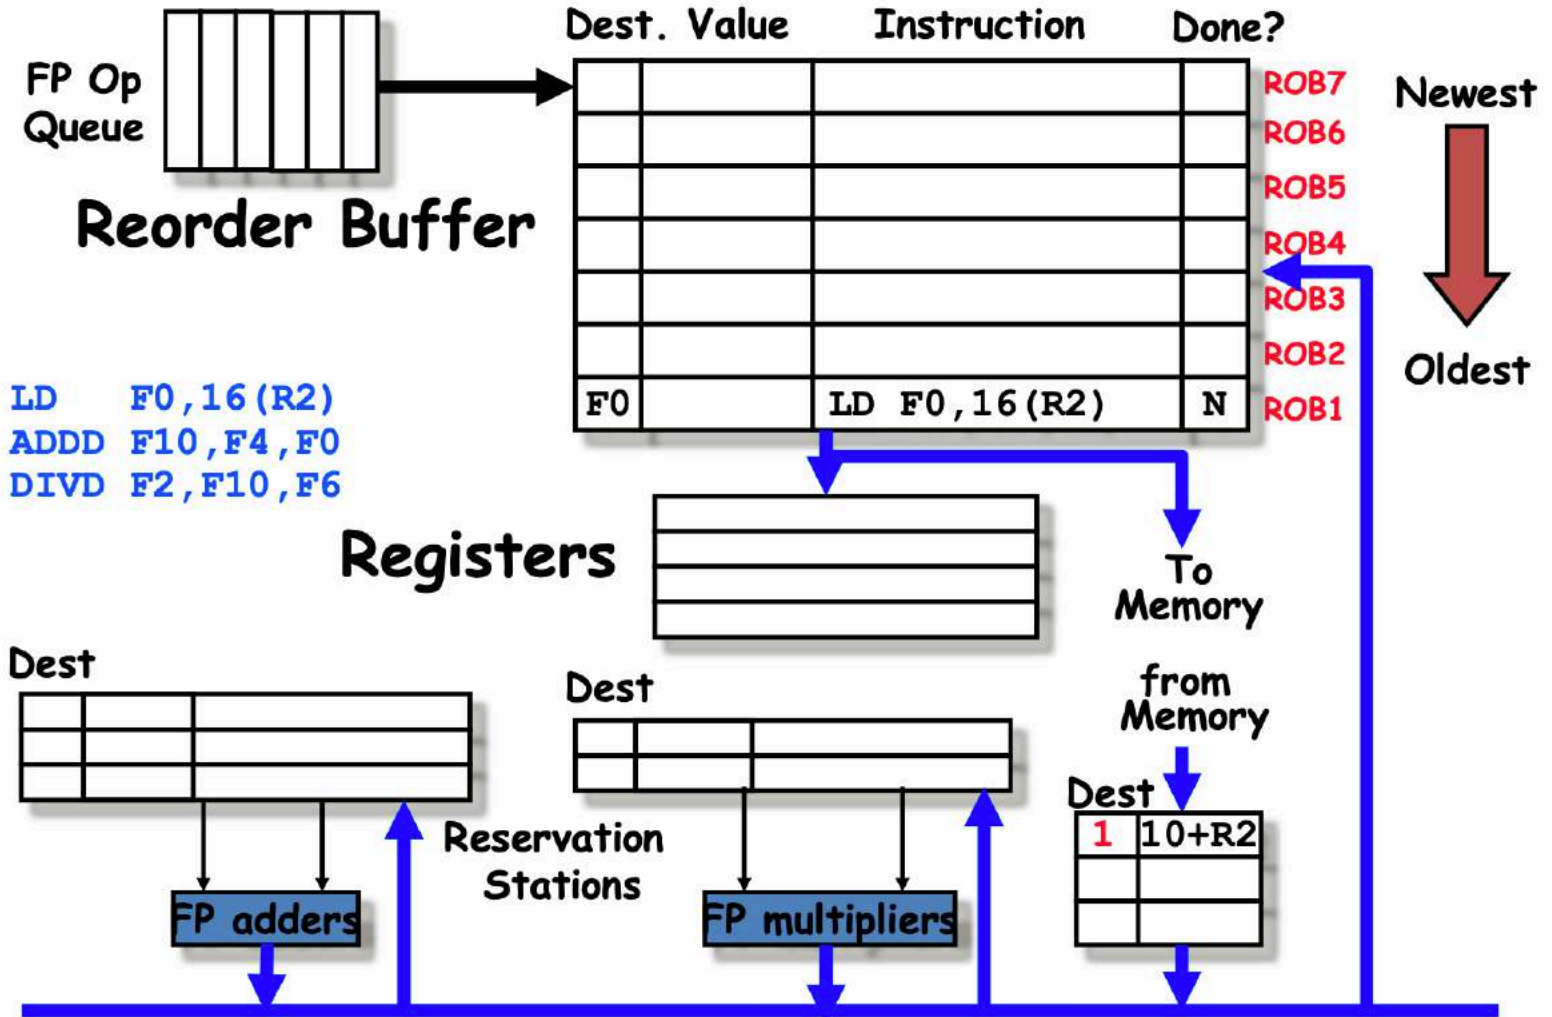 Dest. Value Instruction Done?
FP Op
Queue
Reorder Buffer
ROB7
ROB6
ROB5
ROB4
ROB3
ROB2
F0 LD F0,16(R2) N ROB1
Newest
Oldest
LD F0,16(R2)
ADDD F10,F4,F0
DIVD F2,F10,F6
Registers
To
Memory
from
Memory
Dest
Dest
Dest
1 10+R2
Reservation
Stations
FP adders
FP multipliers